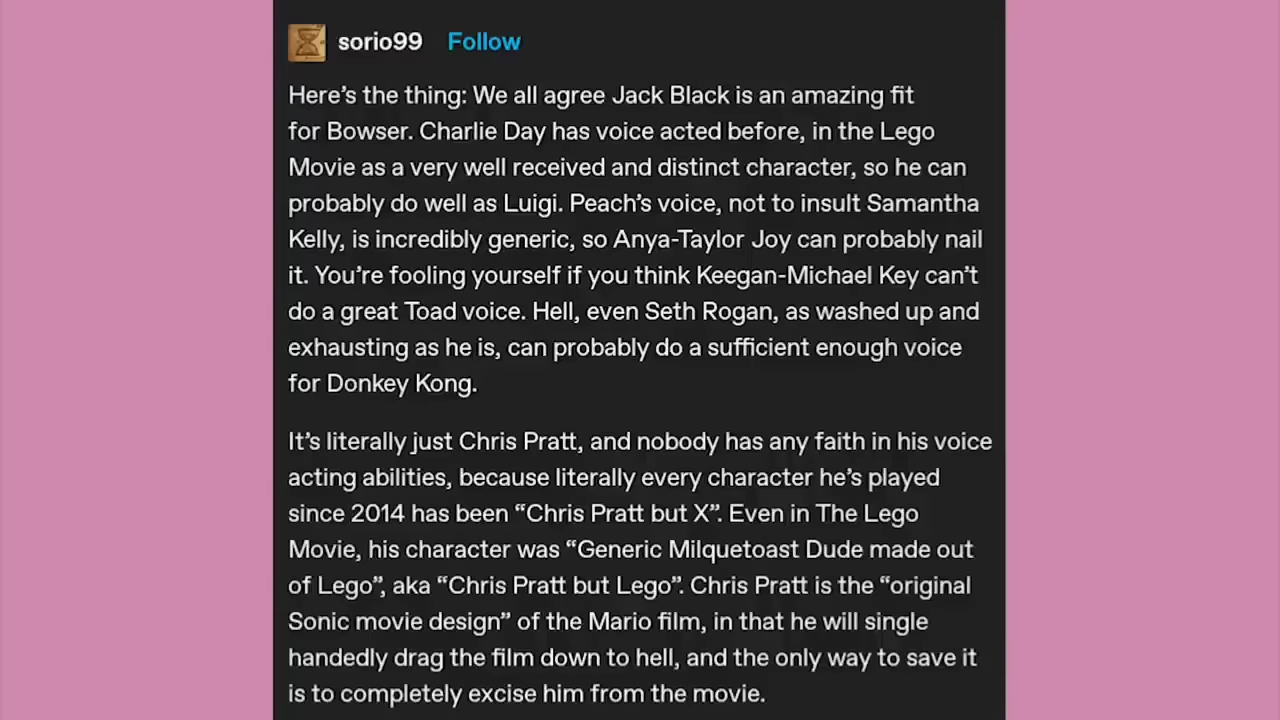 sorio99 Follow
Here's the thing: We all agree Jack Black is an amazing fit
for Bowser. Charlie Day has voice acted before, in the Lego
Movie as a very well received and distinct character, so he can
probably do well as Luigi. Peach's voice, not to insult Samantha
Kelly, is incredibly generic, so Anya-Taylor Joy can probably nail
it. You're fooling yourself if you think Keegan-Michael Key can't
do a great Toad voice. Hell, even Seth Rogan, as washed up and
exhausting as he is, can probably do a sufficient enough voice
for Donkey Kong.
It's literally just Chris Pratt, and nobody has any faith in his voice
acting abilities, because literally every character he's played
since 2014 has been “Chris Pratt but X”. Even in The Lego
Movie, his character was “Generic Milquetoast Dude made out
of Lego”, aka “Chris Pratt but Lego”. Chris Pratt is the “original
Sonic movie design” of the Mario film, in that he will single
handedly drag the film down to hell, and the only way to save it
is to completely excise him from the movie.